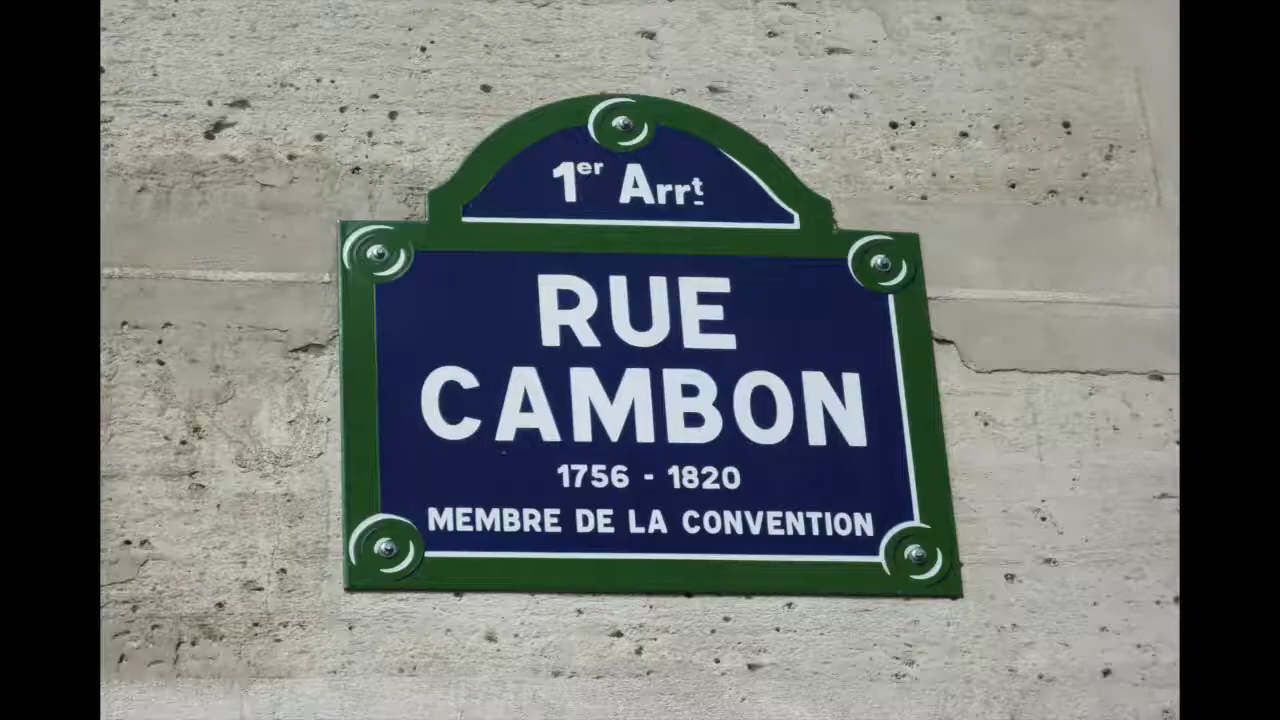 1er Arrt
RUE
CAMBON
1756 - 1820
MEMBRE DE LA CONVENTION